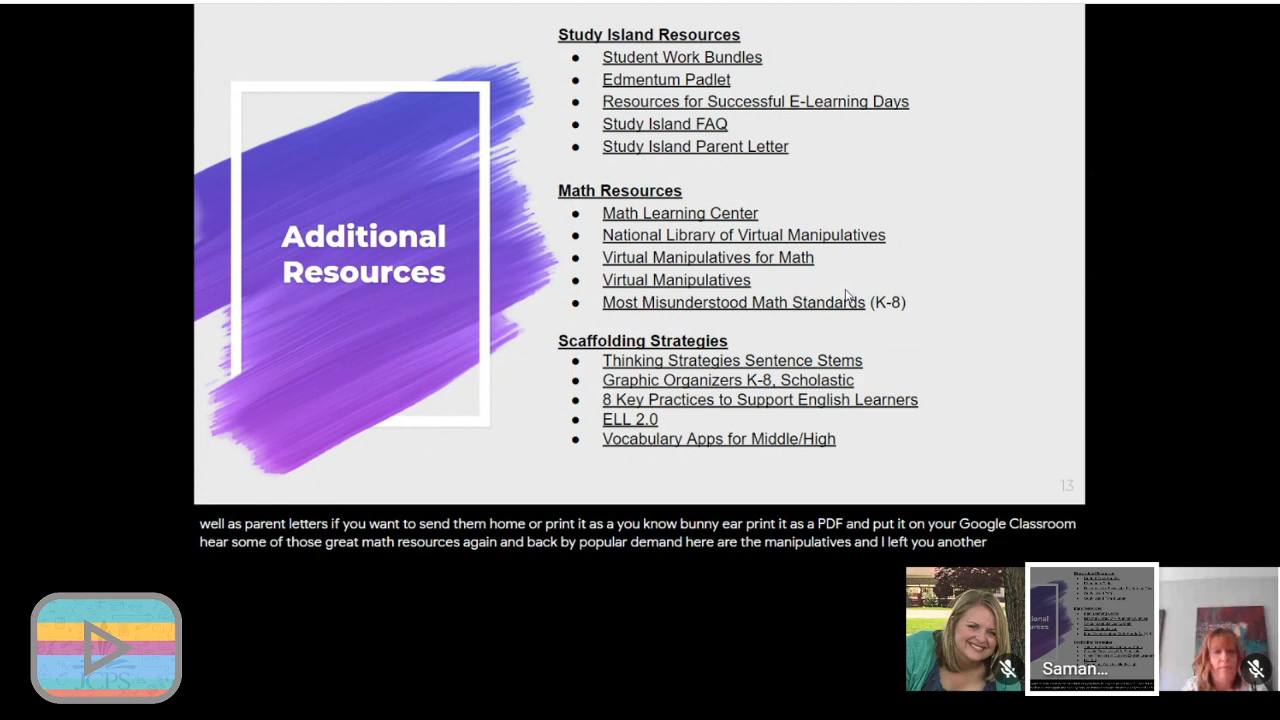 Study Island Resources
● Student Work Bundles
● Edmentum Padlet
● Resources for Successful E-Learning Days
● Study Island FAQ
● Study Island Parent Letter
Math Resources
● Math Learning Center
● National Library of Virtual Manipulatives
● Virtual Manipulatives for Math
● Virtual Manipulatives
● Most Misunderstood Math Standards (K-8)
Additional
Resources
Scaffolding Strategies
● Thinking Strategies Sentence Stems
● Graphic Organizers K-8, Scholastic
● 8 Key Practices to Support English Learners
● ELL 2.0
● Vocabulary Apps for Middle/High
13
well as parent letters if you want to send them home or print it as a you know bunny ear print it as a PDF and put it on your Google Classroom
hear some of those great math resources again and back by popular demand here are the manipulatives and I left you another
JCPS
Saman...